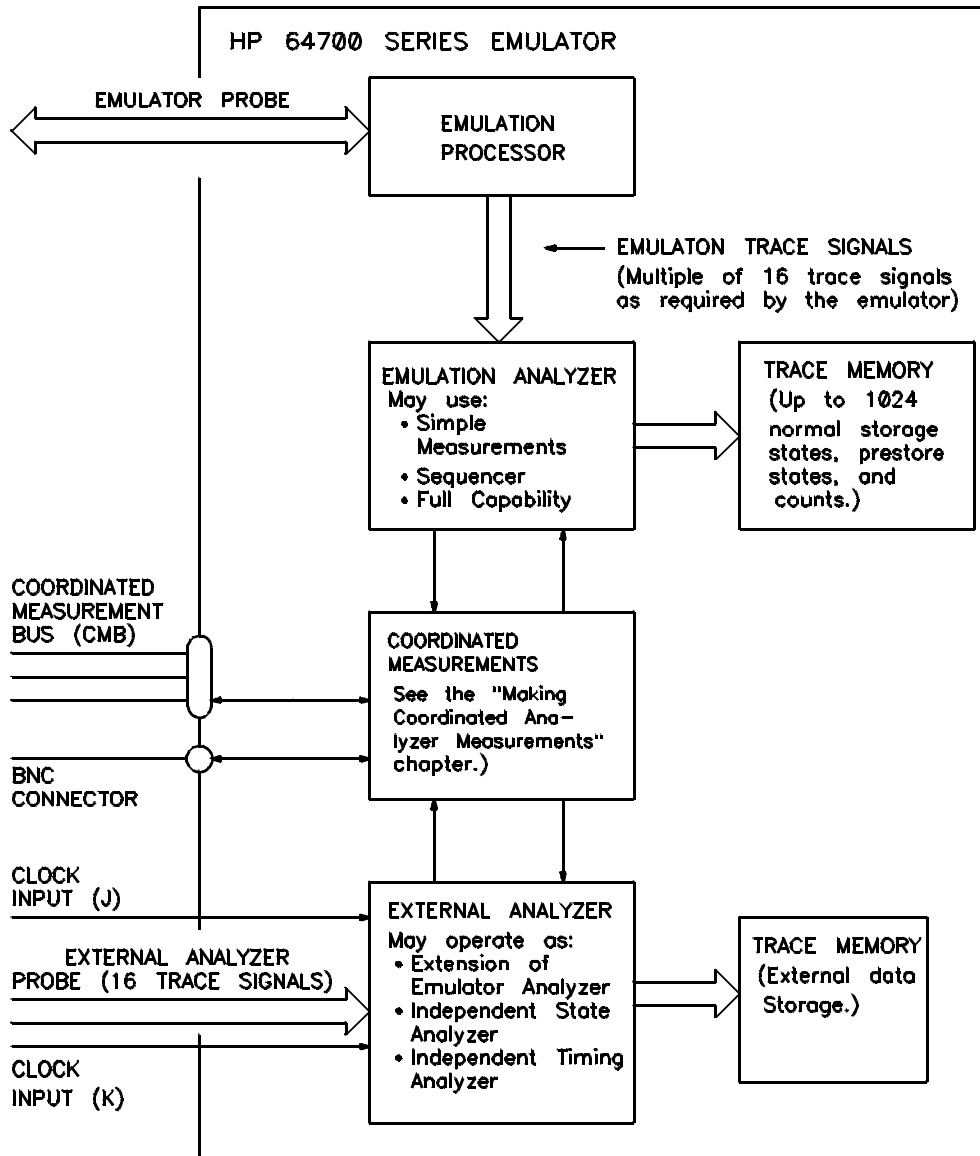 HP 64700 SERIES EMULATOR
EMULATOR PROBE
EMULATION
PROCESSOR
EMULATON TRACE SIGNALS
(Multiple of 16 trace signals
as required by the emulator)
EMULATION ANALYZER
May use:
• Simple
Measurements
• Sequencer
• Full Capability
TRACE MEMORY
(Up to 1024
normal storage
states, prestore
states, and
counts.)
COORDINATED
MEASUREMENT
BUS (CMB)
COORDINATED
MEASUREMENTS
See the "Making
Coordinated Ana-
lyzer Measurements"
chapter.)
BNC
CONNECTOR
CLOCK
INPUT (J)
EXTERNAL ANALYZER
PROBE (16 TRACE SIGNALS)
CLOCK
INPUT (K)
EXTERNAL ANALYZER
May operate as:
• Extension of
Emulator Analyzer
• Independent State
Analyzer
• Independent Timing
Analyzer
TRACE MEMORY
(External data
Storage.)